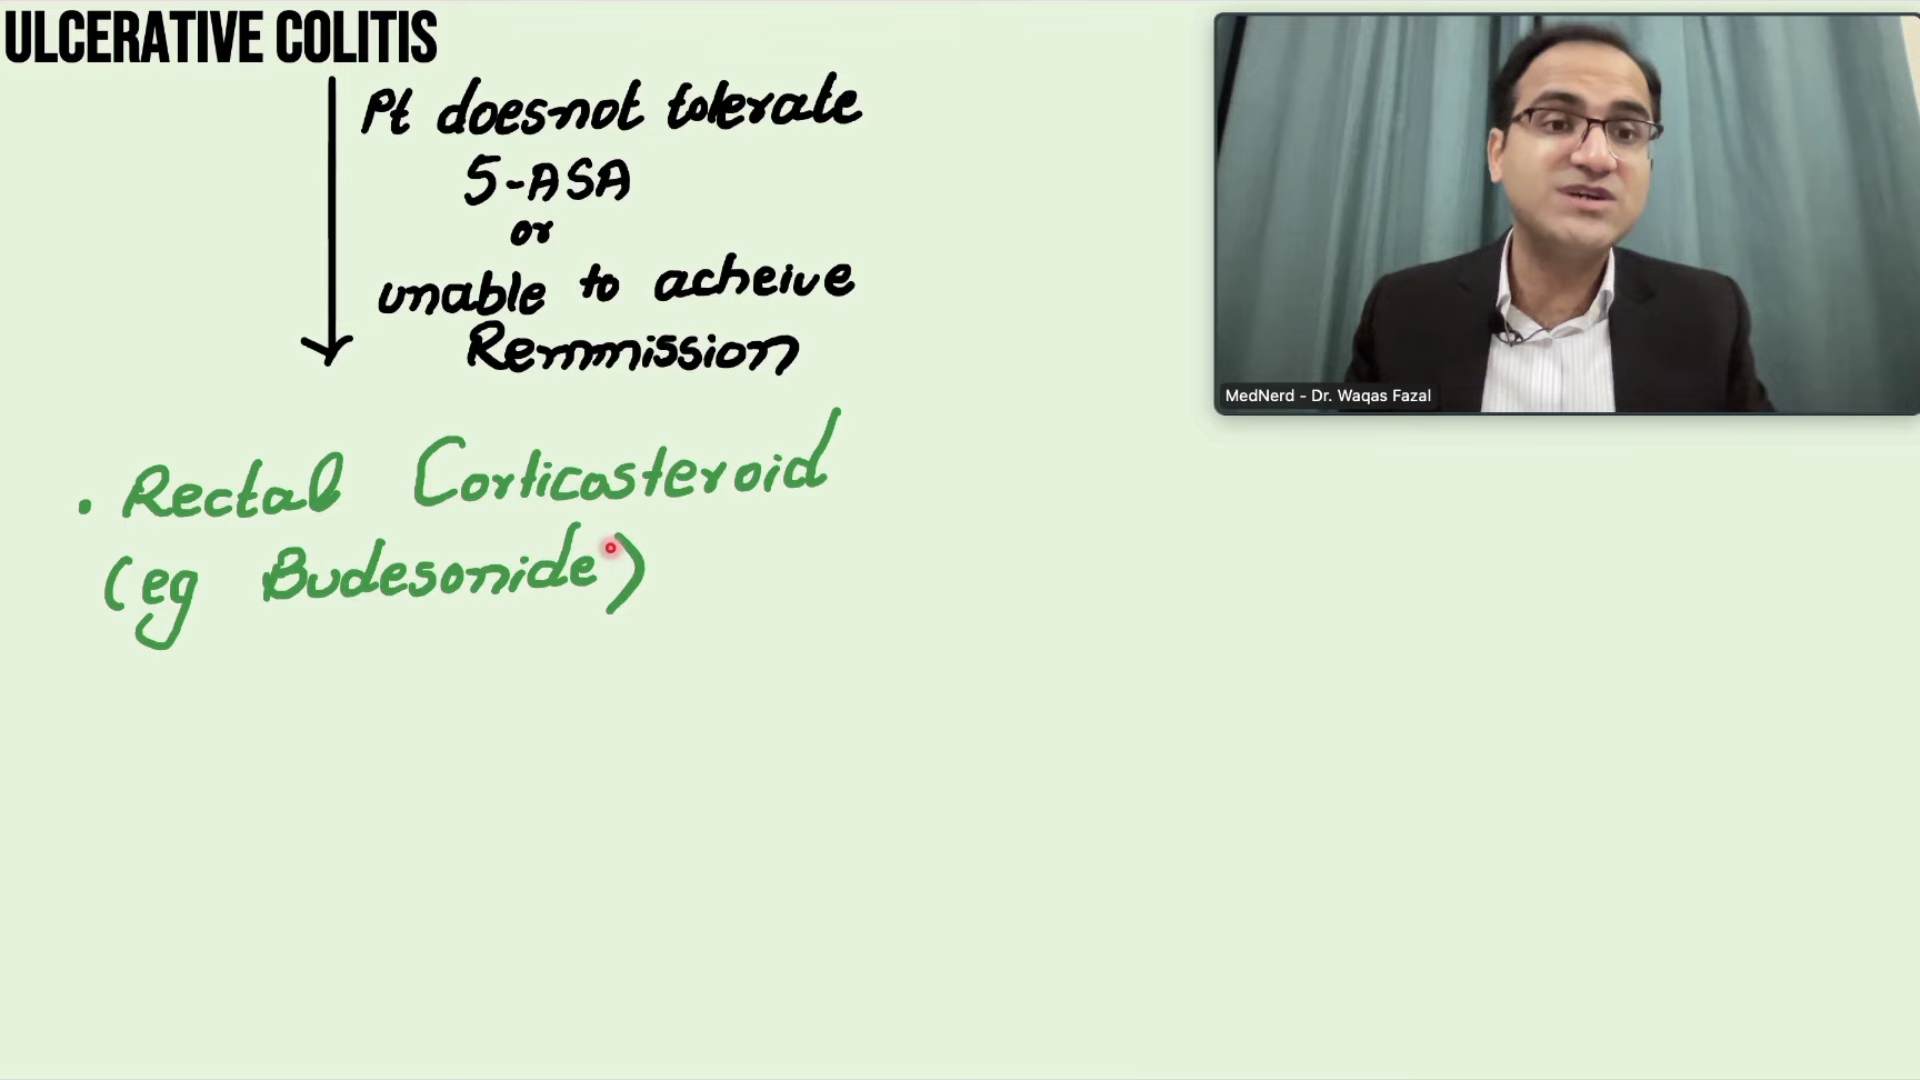 ULCERATIVE COLITIS
Pt doesnot tolerate
5-ASA
or
unable to acheive
Remmission
. Rectal Corticosteroid
(eg Budesonide)
MedNerd - Dr. Waqas Fazal